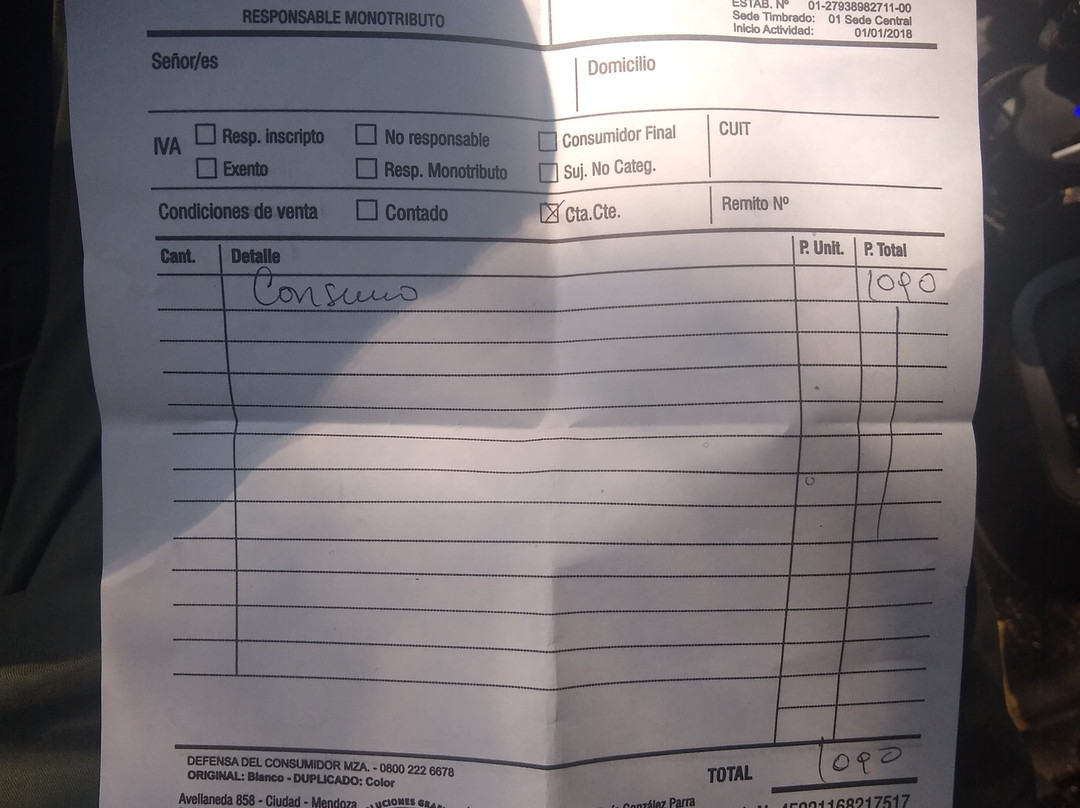 RESPONSABLE MONOTRIBUTO
ESTAB. Nº 01-27938982711-00
Sede Timbrado: 01 Sede Central
Inicio Actividad: 01/01/2018
Señor/es
Domicilio
IVA Resp. inscripto No responsable Consumidor Final CUIT
Exento Resp. Monotributo Suj. No Categ.
Condiciones de venta Contado Cta.Cte. Remito Nº
Cant. Detalle P. Unit. P. Total
Consumo 1090
DEFENSA DEL CONSUMIDOR MZA. - 0800 222 6678
ORIGINAL: Blanco - DUPLICADO: Color
TOTAL 1090
Avellaneda 858 - Ciudad - Mendoza González Parra